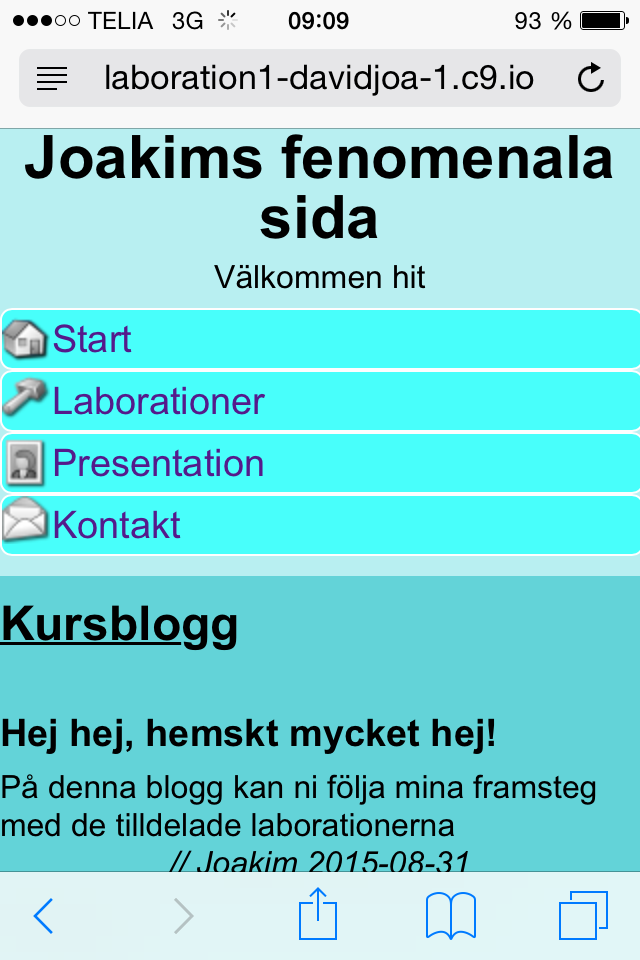 TELIA 3G 09:09 93 %
laboration1-davidjoa-1.c9.io
Joakims fenomenala
sida
Välkommen hit
Start
Laborationer
Presentation
Kontakt
Kursblogg
Hej hej, hemskt mycket hej!
På denna blogg kan ni följa mina framsteg
med de tilldelade laborationerna
// Joakim 2015-08-31